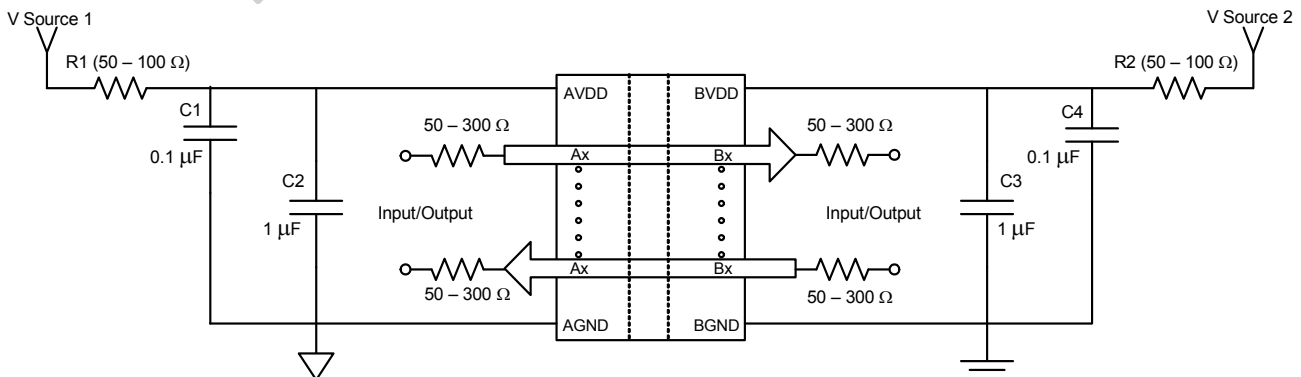 V Source 1
V Source 2
R1 (50 – 100 Ω)
R2 (50 – 100 Ω)
AVDD
BVDD
C1
C4
50 – 300 Ω
50 – 300 Ω
0.1 μF
0.1 μF
Ax
Bx
C2
C3
Input/Output
Input/Output
1 μF
1 μF
Ax
Bx
50 – 300 Ω
50 – 300 Ω
AGND
BGND